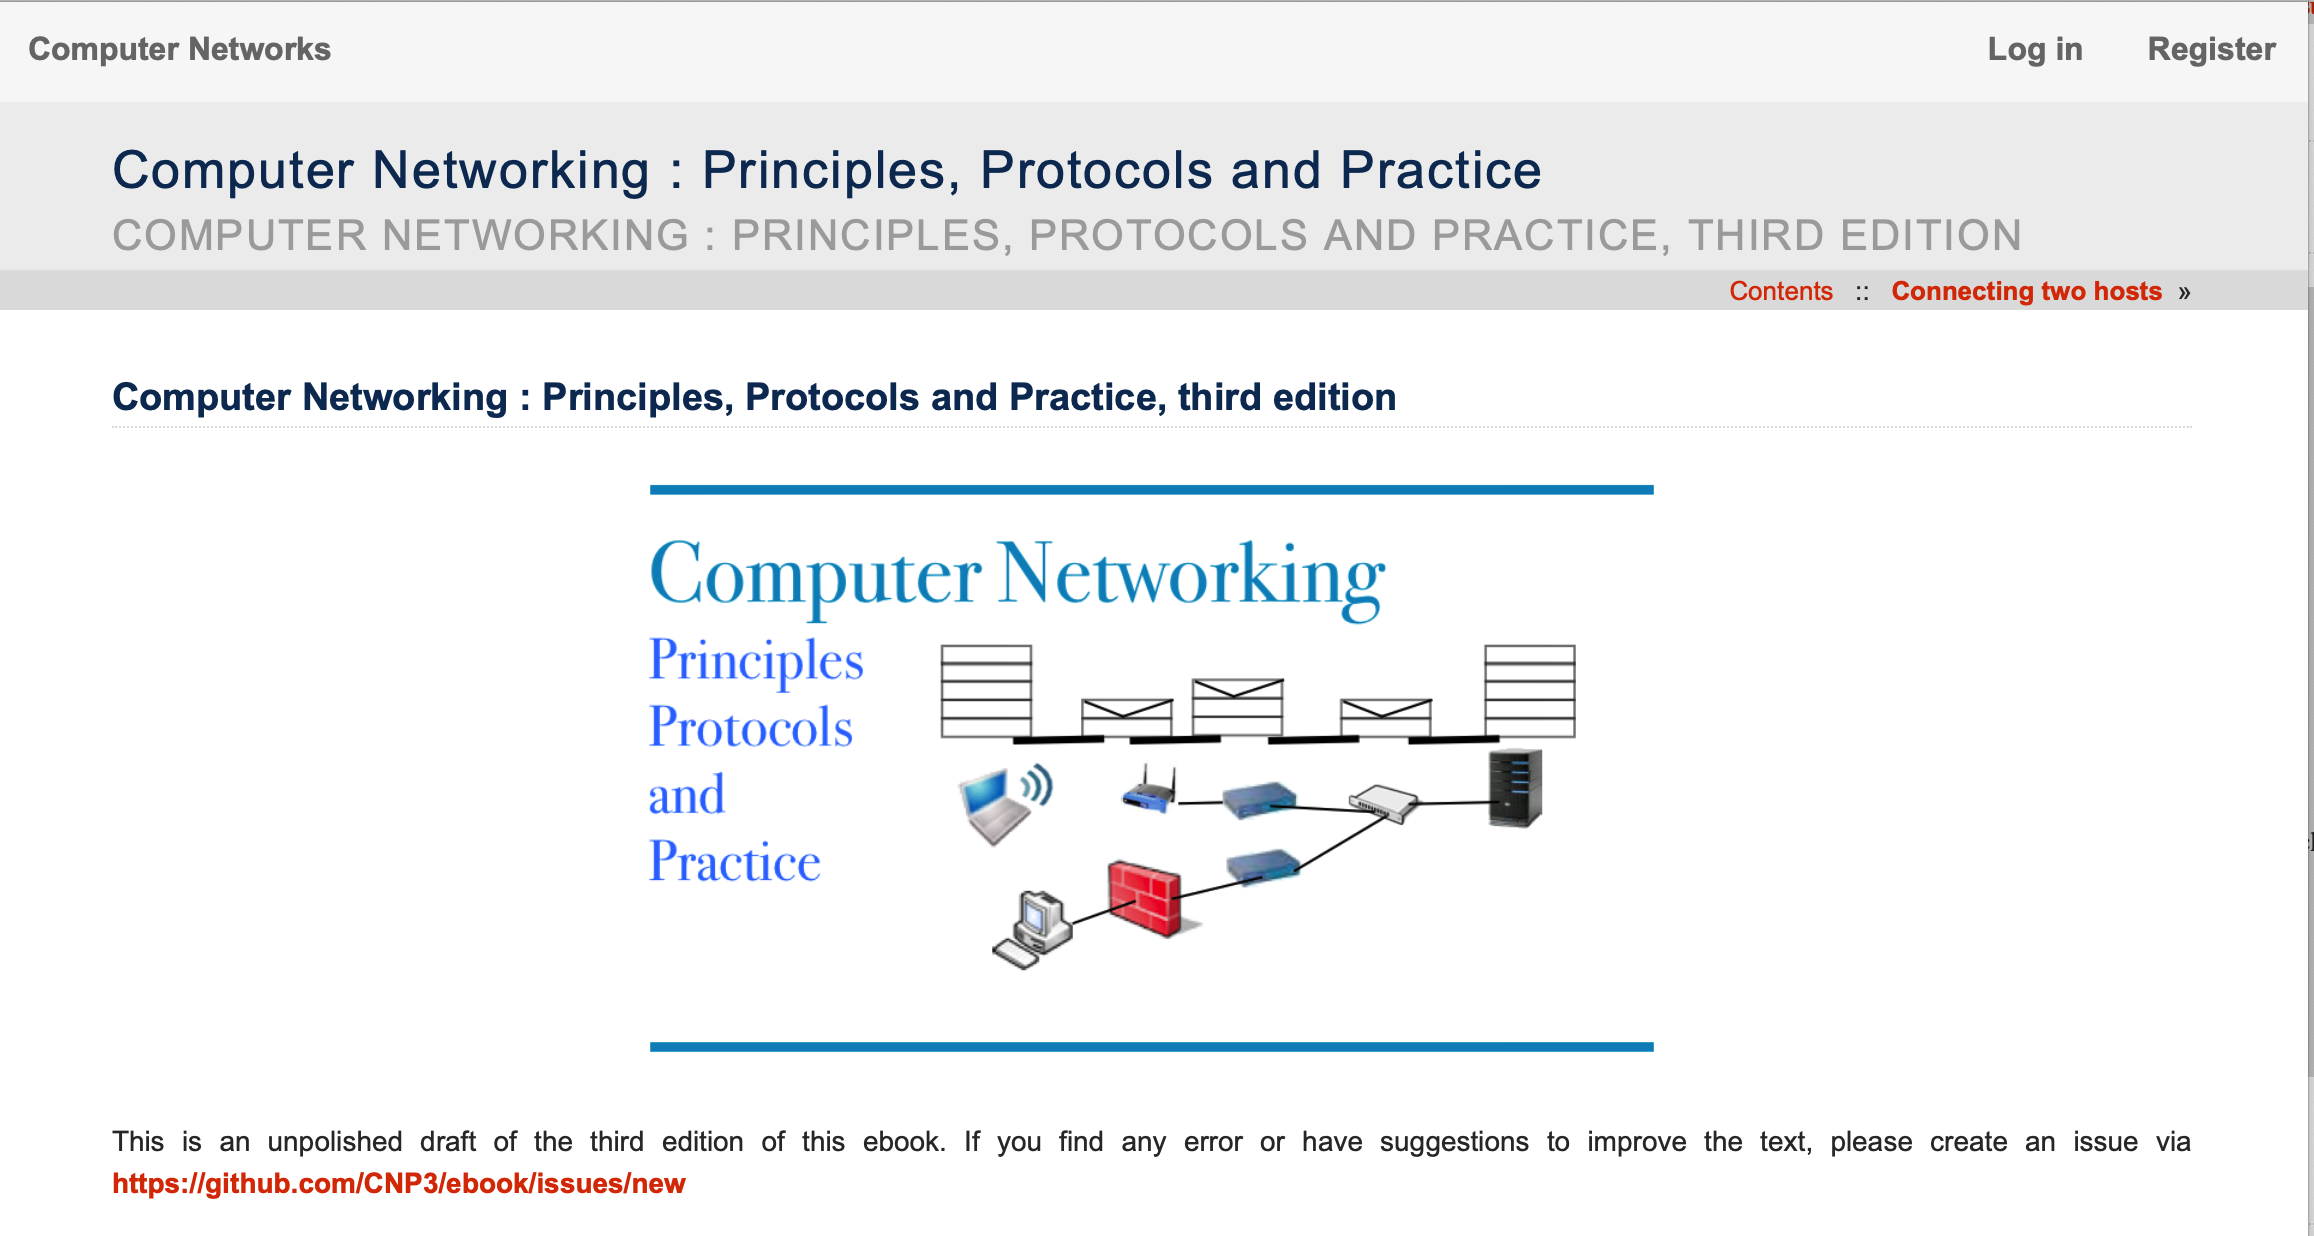 Computer Networks
Log in
Register
Computer Networking : Principles, Protocols and Practice
COMPUTER NETWORKING : PRINCIPLES, PROTOCOLS AND PRACTICE, THIRD EDITION
Contents :: Connecting two hosts »
Computer Networking : Principles, Protocols and Practice, third edition
Computer Networking
Principles
Protocols
and
Practice
This is an unpolished draft of the third edition of this ebook. If you find any error or have suggestions to improve the text, please create an issue via
https://github.com/CNP3/ebook/issues/new